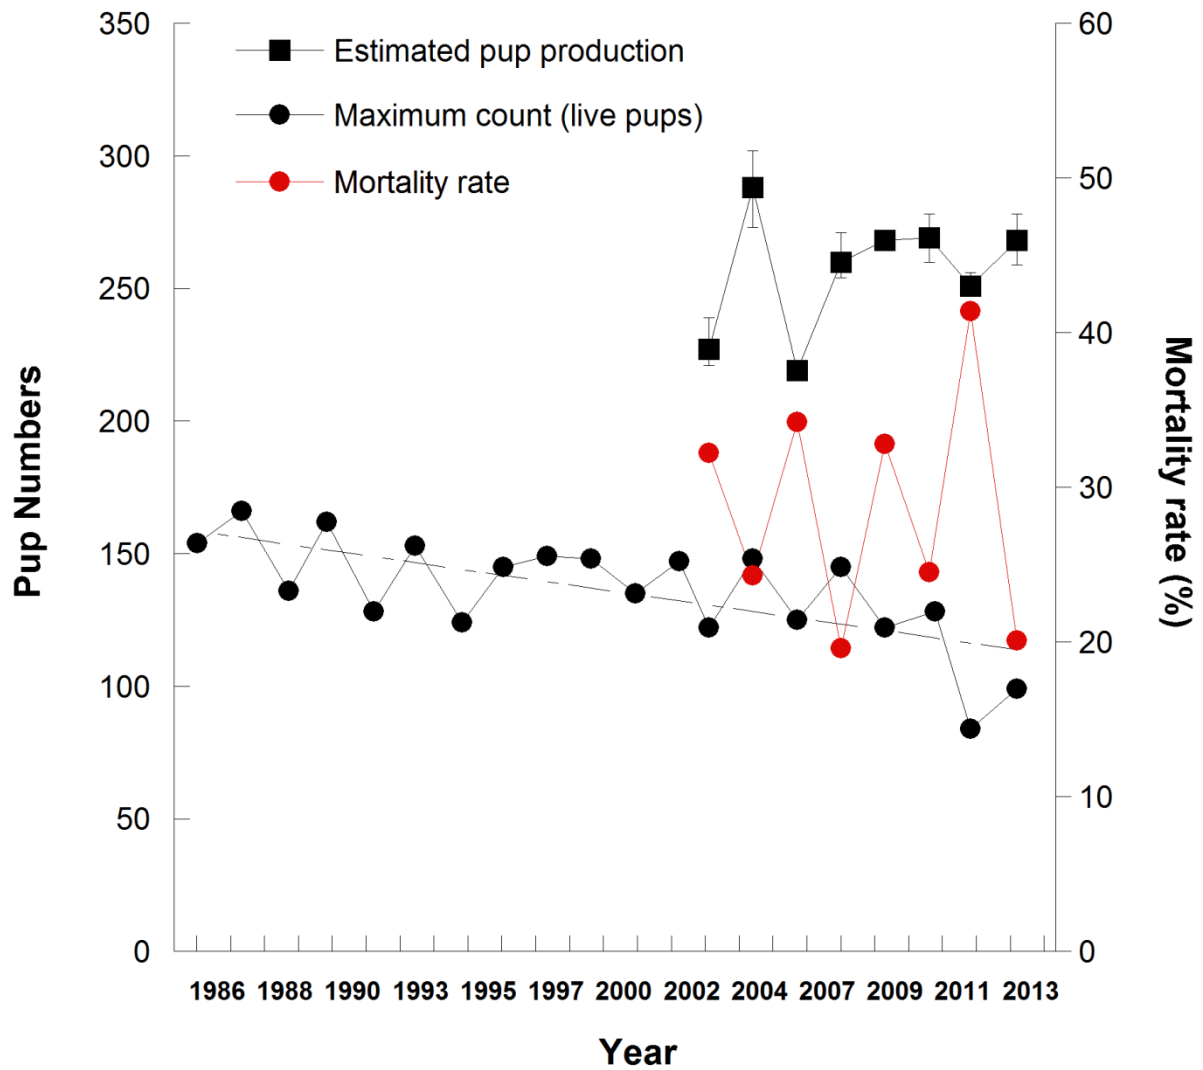 350
300
250
200
150
100
50
0
Pup Numbers
Estimated pup production
Maximum count (live pups)
Mortality rate
60
50
40
30
20
10
0
Mortality rate (%)
1986 1988 1990 1993 1995 1997 2000 2002 2004 2007 2009 2011 2013
Year